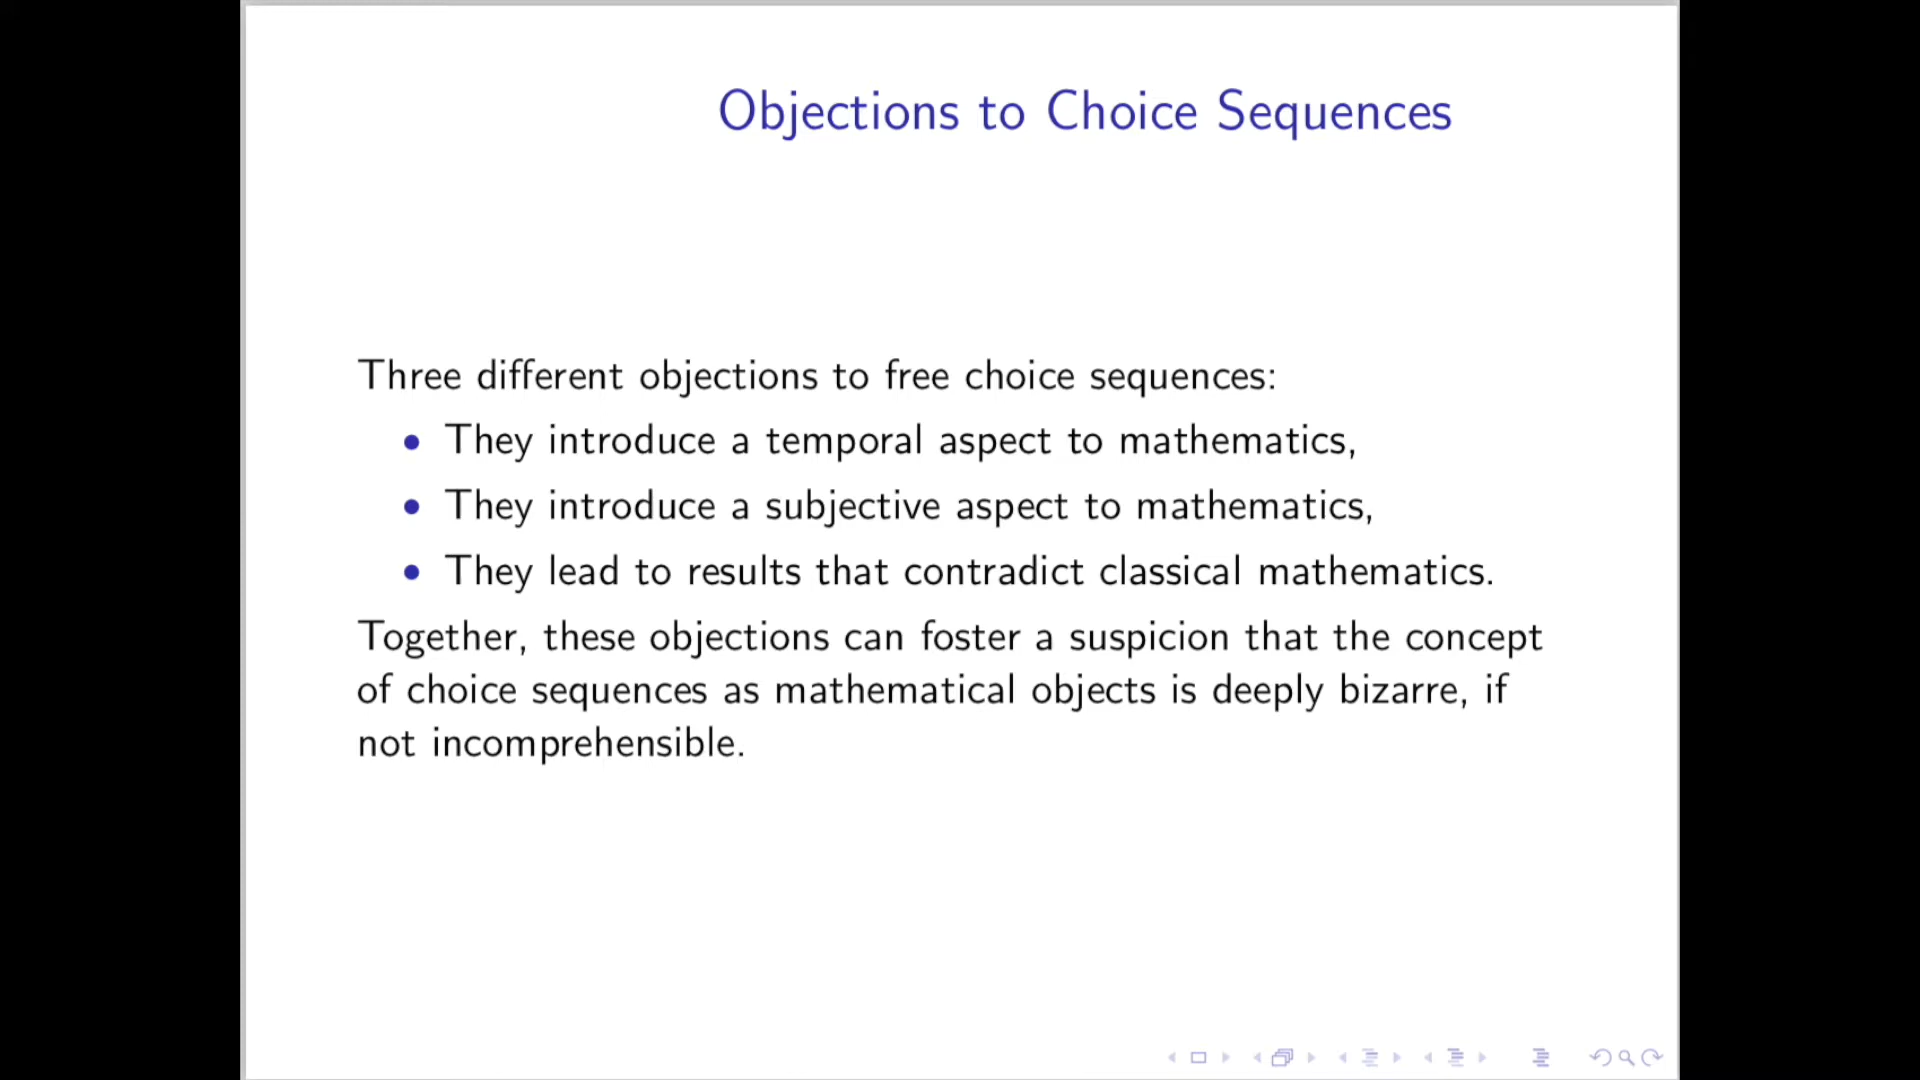 Objections to Choice Sequences
Three different objections to free choice sequences:
• They introduce a temporal aspect to mathematics,
• They introduce a subjective aspect to mathematics,
• They lead to results that contradict classical mathematics.
Together, these objections can foster a suspicion that the concept
of choice sequences as mathematical objects is deeply bizarre, if
not incomprehensible.